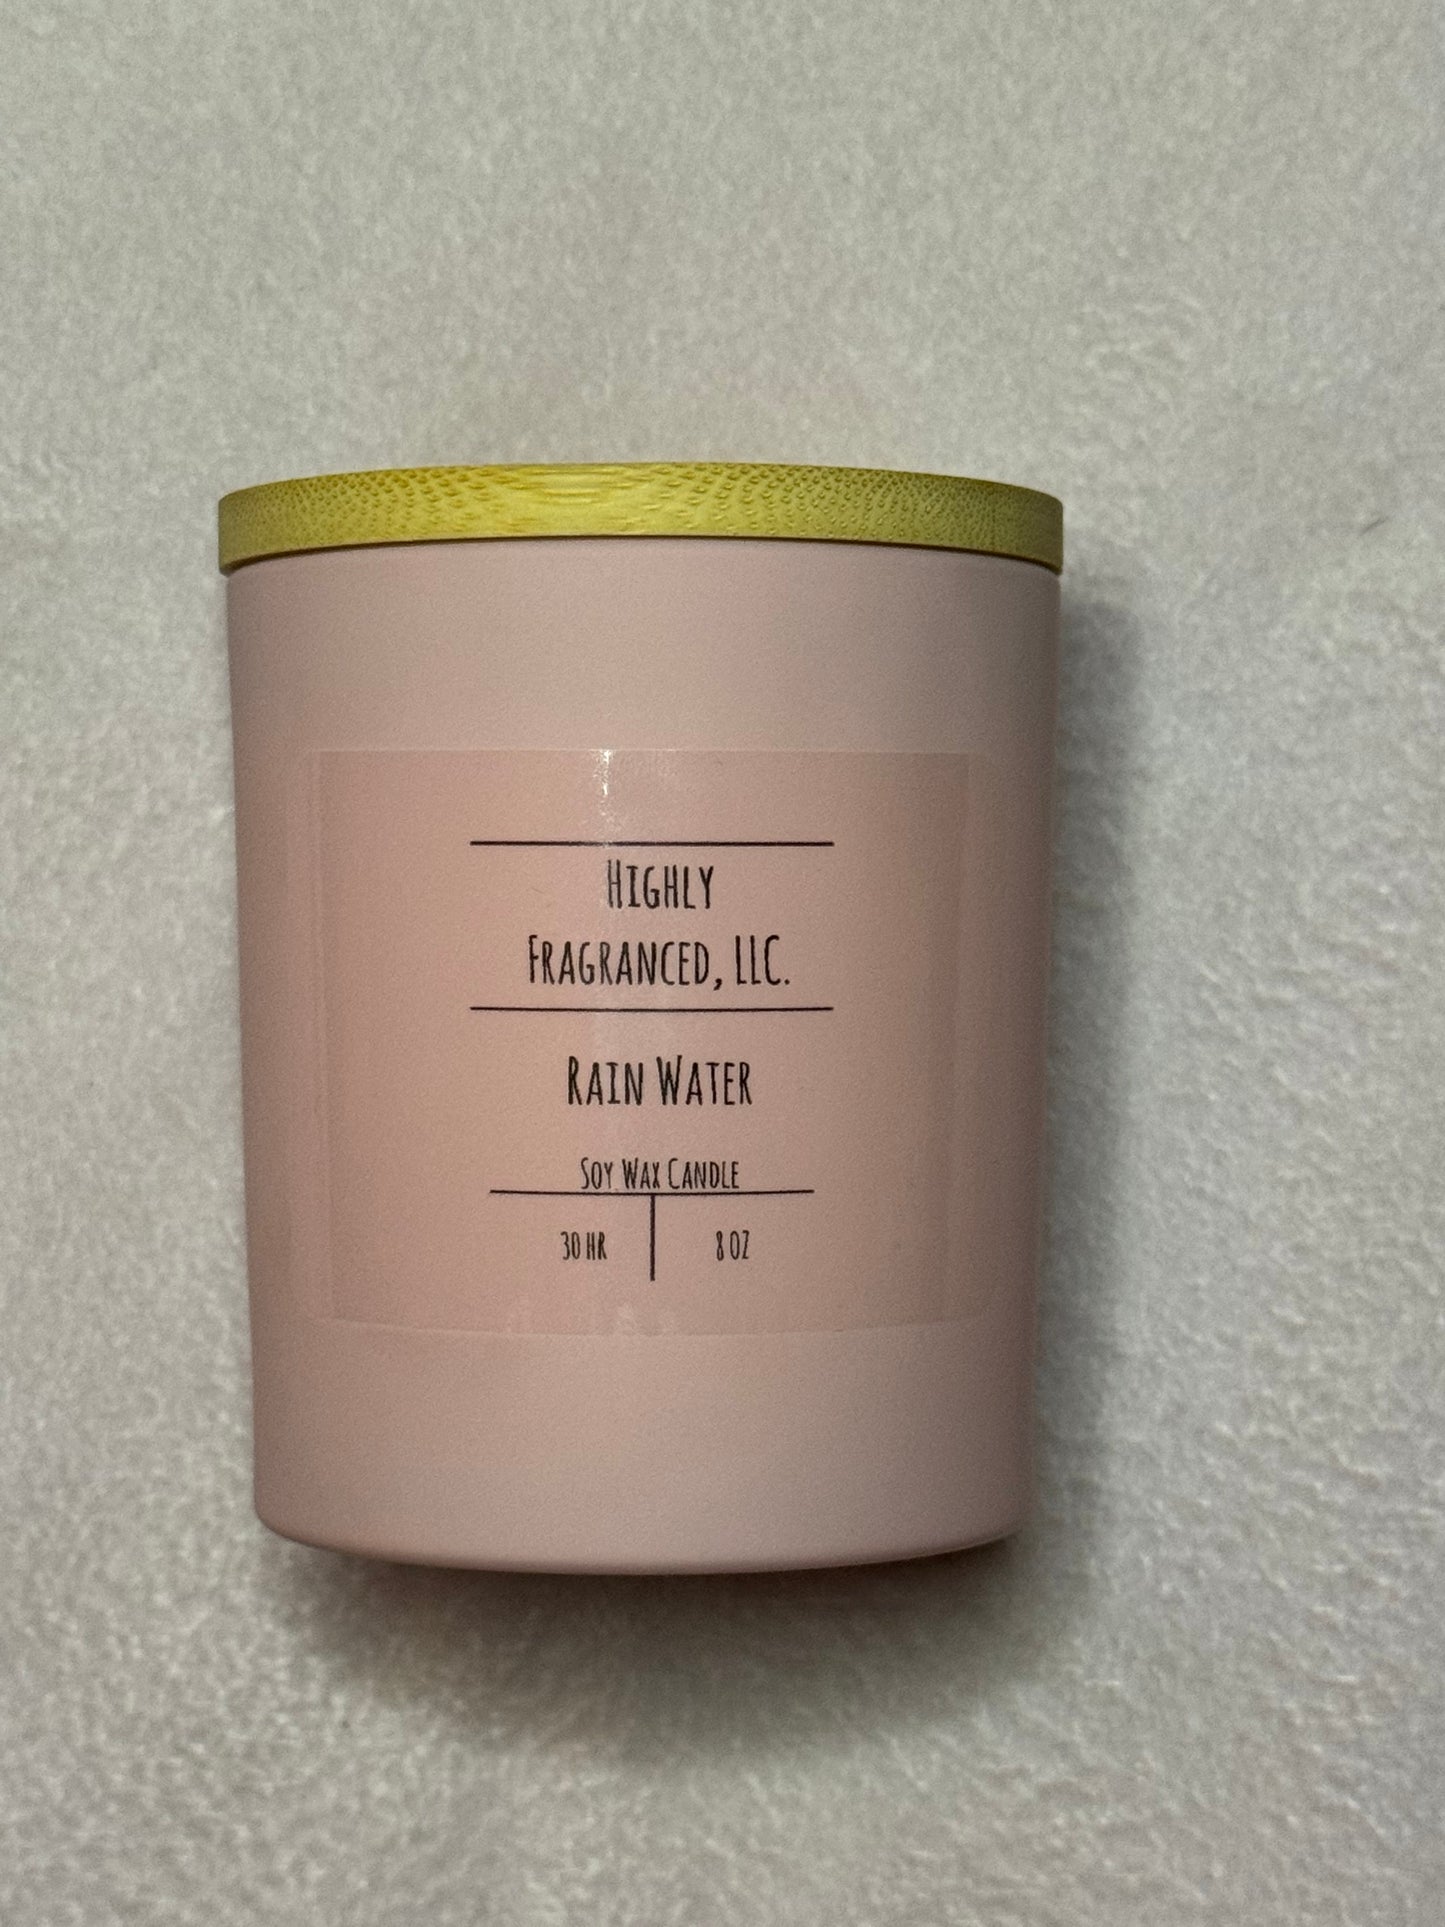 Highly
Fragranced, LLC.
Rain Water
Soy Wax Candle
30 HR
8 OZ